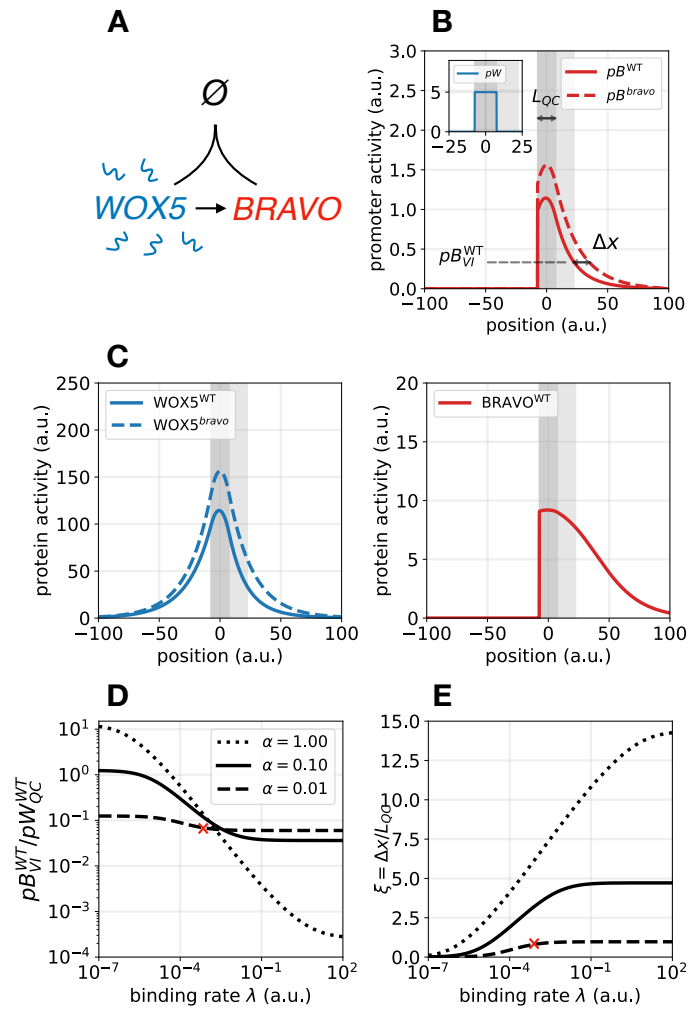 A
Ø
WOX5
BRAVO
B
3.0
2.5
2.0
1.5
1.0
0.5
0.0
promoter activity (a.u.)
pW
5
0
−25
0
25
L_QC
pB^WT
pB^bravo
pB_VI^WT
Δx
−100
−50
0
50
100
position (a.u.)
C
250
200
150
100
50
0
protein activity (a.u.)
WOX5^WT
WOX5^bravo
−100
−50
0
50
100
position (a.u.)
20
15
10
5
0
protein activity (a.u.)
BRAVO^WT
−100
−50
0
50
100
position (a.u.)
D
10^1
10^0
10^−1
10^−2
10^−3
10^−4
pB_VI^WT/pW_QC^WT
α = 1.00
α = 0.10
α = 0.01
10^−7
10^−4
10^−1
10^2
binding rate λ (a.u.)
E
15.0
12.5
10.0
7.5
5.0
2.5
0.0
ξ = Δx/L_QC
10^−7
10^−4
10^−1
10^2
binding rate λ (a.u.)